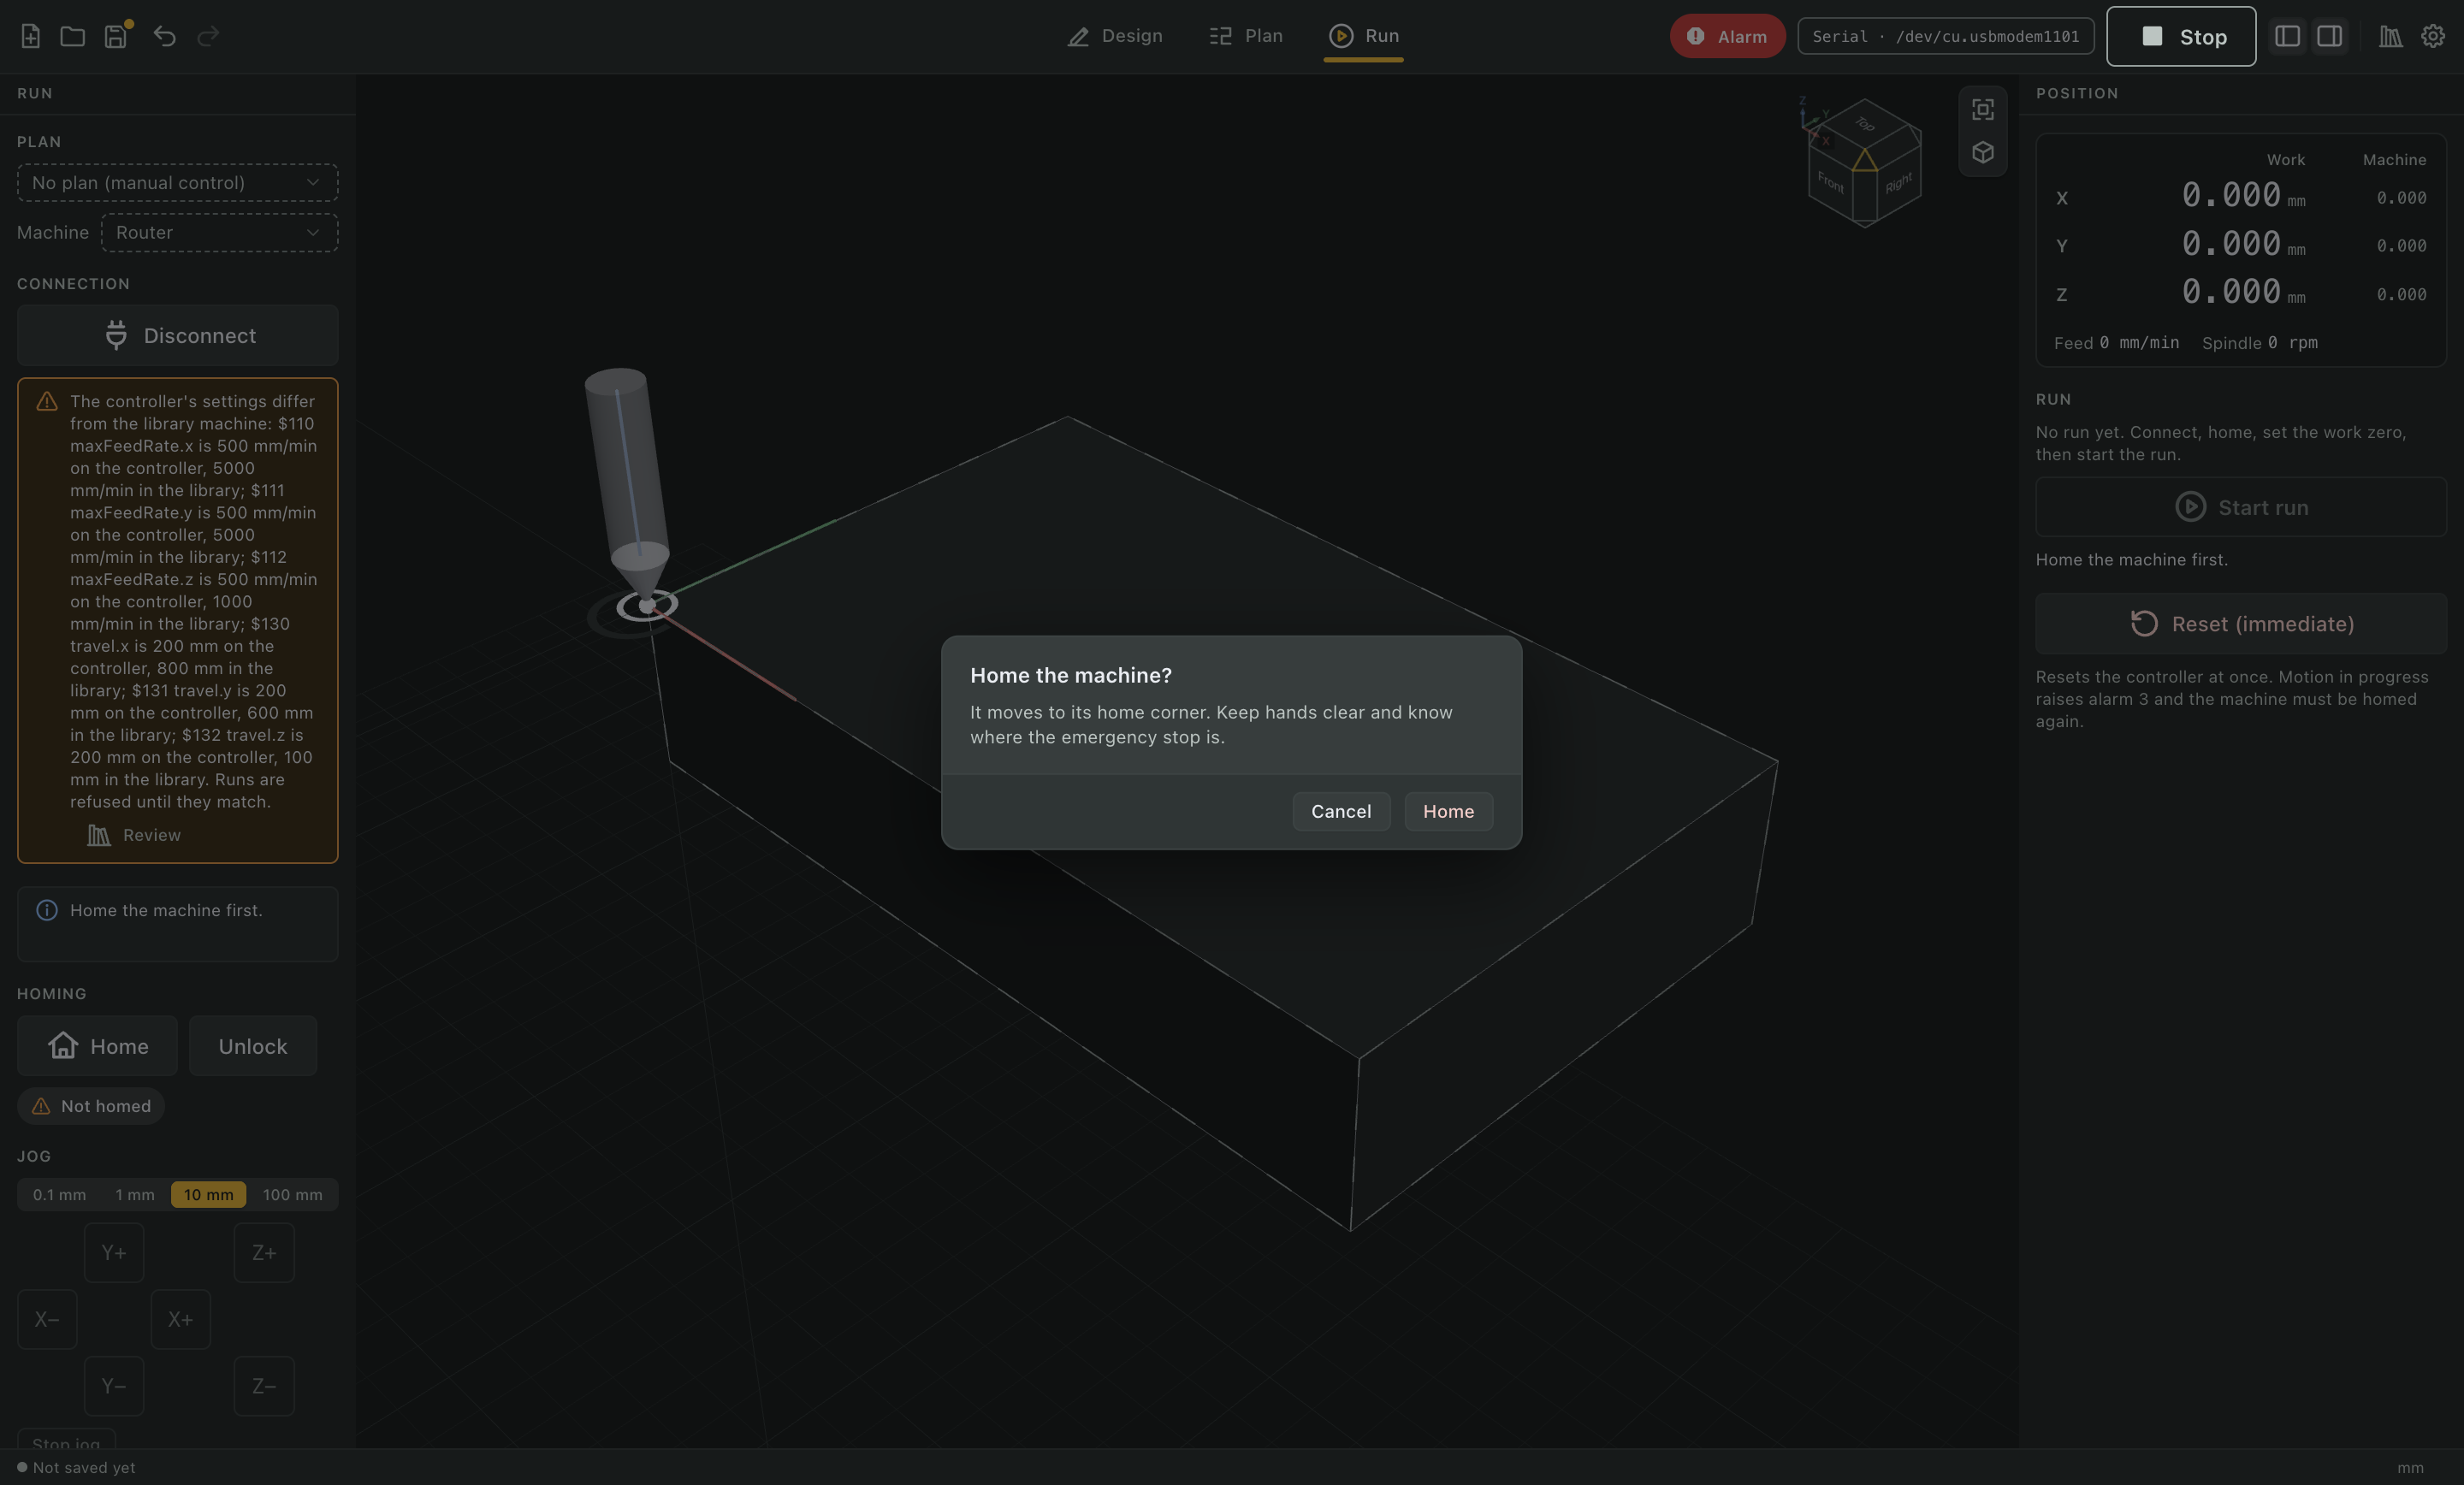 Design
Plan
Run
Alarm
Serial · /dev/cu.usbmodem1101
Stop
RUN
PLAN
No plan (manual control)
Machine
Router
CONNECTION
Disconnect
The controller's settings differ
from the library machine: $110
maxFeedRate.x is 500 mm/min
on the controller, 5000
mm/min in the library; $111
maxFeedRate.y is 500 mm/min
on the controller, 5000
mm/min in the library; $112
maxFeedRate.z is 500 mm/min
on the controller, 1000
mm/min in the library; $130
travel.x is 200 mm on the
controller, 800 mm in the
library; $131 travel.y is 200
mm on the controller, 600 mm
in the library; $132 travel.z is
200 mm on the controller, 100
mm in the library. Runs are
refused until they match.
Review
Home the machine first.
HOMING
Home
Unlock
Not homed
JOG
0.1 mm
1 mm
10 mm
100 mm
Y+
Z+
X−
X+
Y−
Z−
Stop jog
Z
Y
X
Top
Front
Right
Home the machine?
It moves to its home corner. Keep hands clear and know
where the emergency stop is.
Cancel
Home
POSITION
Work Machine
X 0.000 mm 0.000
Y 0.000 mm 0.000
Z 0.000 mm 0.000
Feed 0 mm/min Spindle 0 rpm
RUN
No run yet. Connect, home, set the work zero,
then start the run.
Start run
Home the machine first.
Reset (immediate)
Resets the controller at once. Motion in progress
raises alarm 3 and the machine must be homed
again.
Not saved yet
mm